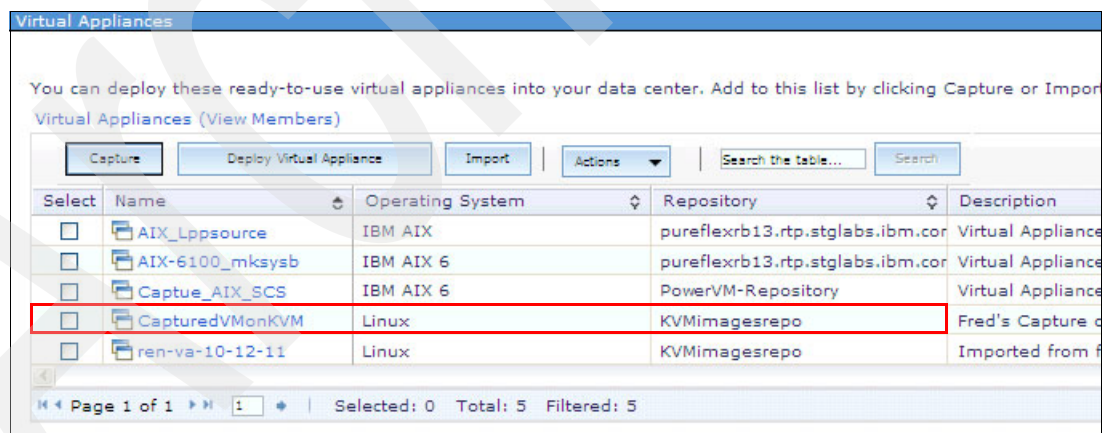 Virtual Appliances
You can deploy these ready-to-use virtual appliances into your data center. Add to this list by clicking Capture or Import
Virtual Appliances (View Members)
Capture Deploy Virtual Appliance Import Actions Search the table... Search
Select Name Operating System Repository Description
AIX_Lppsource IBM AIX pureflexrb13.rtp.stglabs.ibm.cor Virtual Appliance
AIX-6100_mksysb IBM AIX 6 pureflexrb13.rtp.stglabs.ibm.cor Virtual Appliance
Captue_AIX_SCS IBM AIX 6 PowerVM-Repository Virtual Appliance
CapturedVMonKVM Linux KVMimagesrepo Fred's Capture
ren-va-10-12-11 Linux KVMimagesrepo Imported from
Page 1 of 1 1 Selected: 0 Total: 5 Filtered: 5